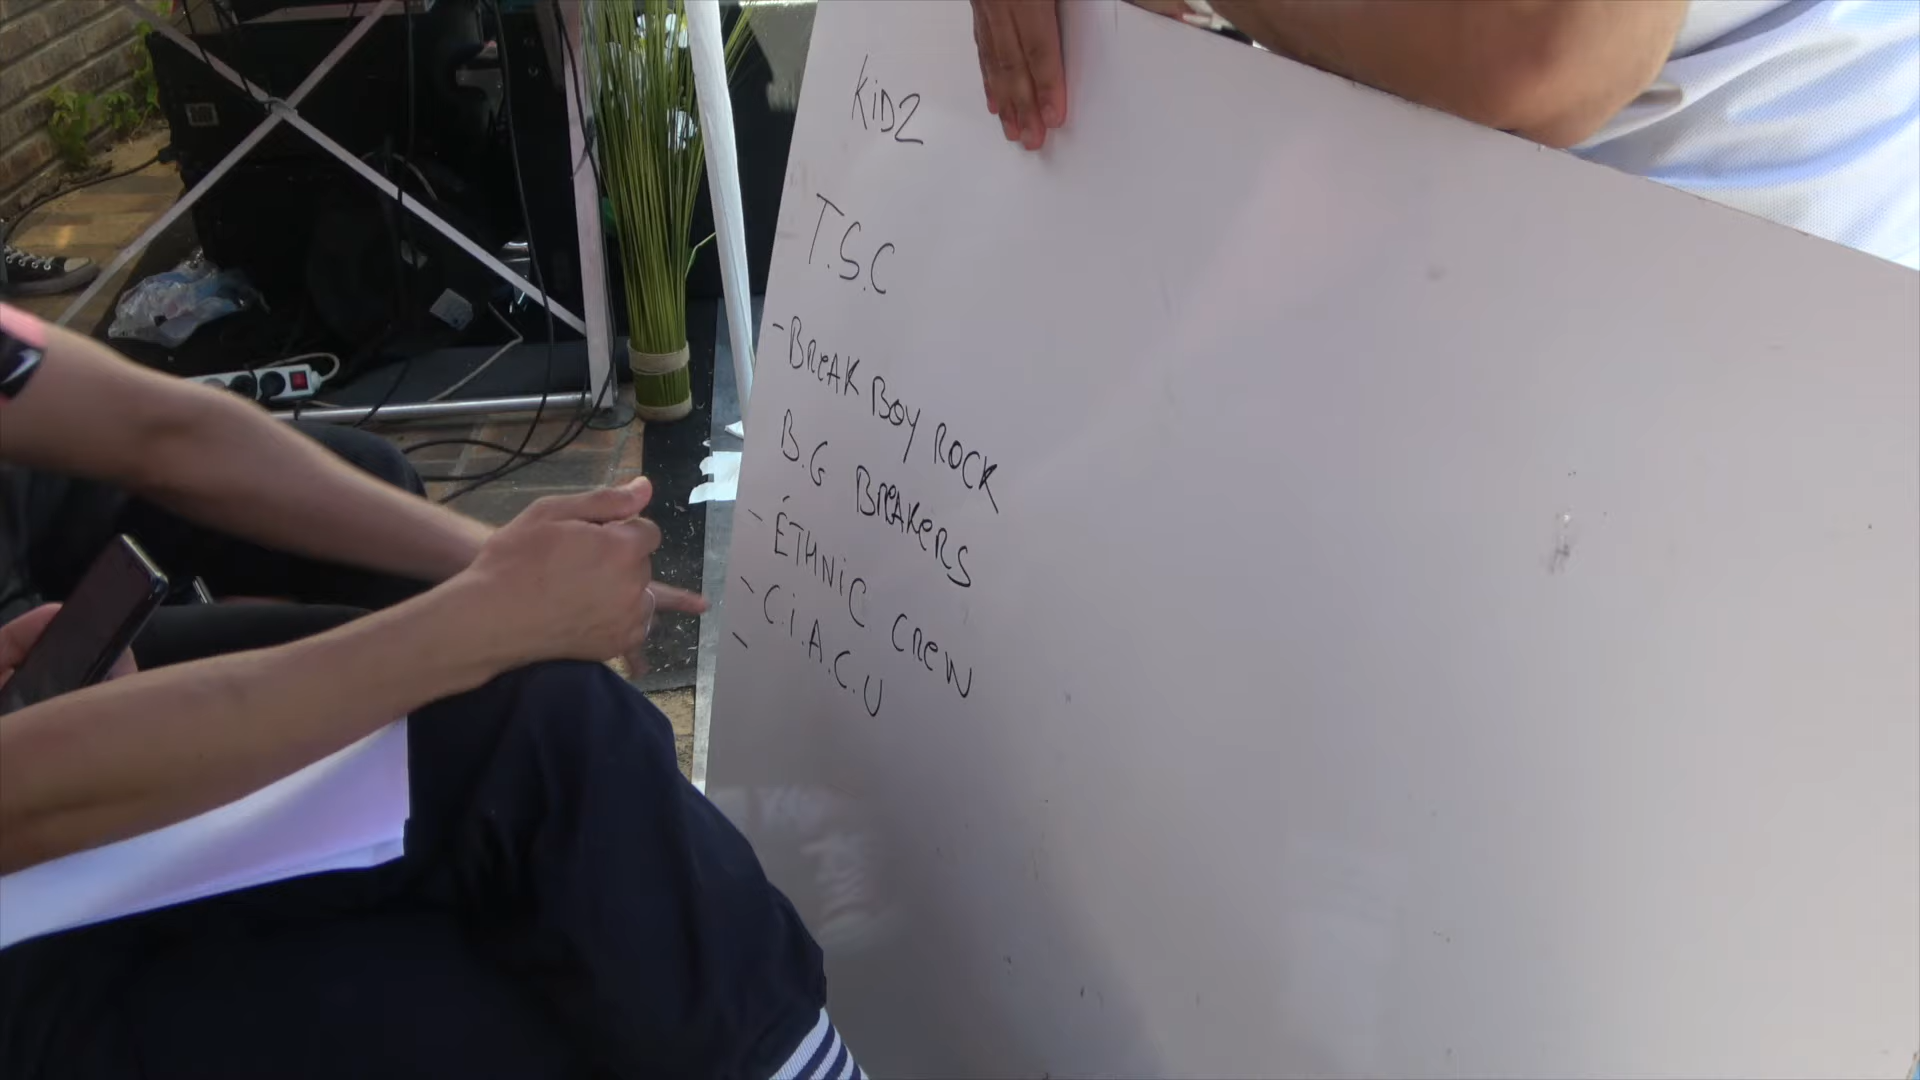 KiDZ
T.S.C
- BReAK BOY ROCK
B.G BReAKeRS
- ÉTHNiC CReW
- C.i.A.C.U
-